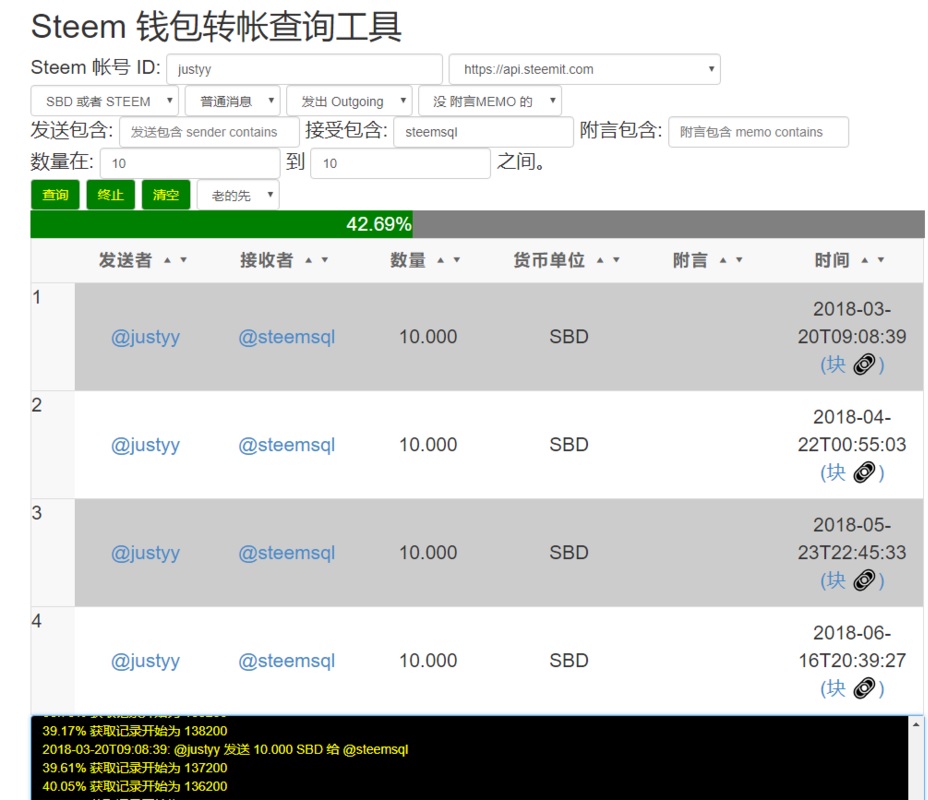 Steem 钱包转帐查询工具
Steem 帐号 ID: justyy https://api.steemit.com
SBD 或者 STEEM 普通消息 发出 Outgoing 没 附言MEMO 的
发送包含: 发送包含 sender contains 接受包含: steemsql 附言包含: 附言包含 memo contains
数量在: 10 到 10 之间。
查询 终止 清空 老的先
42.69%
发送者 接收者 数量 货币单位 附言 时间
1 @justyy @steemsql 10.000 SBD 2018-03-
20T09:08:39
(块 )
2 @justyy @steemsql 10.000 SBD 2018-04-
22T00:55:03
(块 )
3 @justyy @steemsql 10.000 SBD 2018-05-
23T22:45:33
(块 )
4 @justyy @steemsql 10.000 SBD 2018-06-
16T20:39:27
(块 )
39.17% 获取记录开始为 138200
2018-03-20T09:08:39: @justyy 发送 10.000 SBD 给 @steemsql
39.61% 获取记录开始为 137200
40.05% 获取记录开始为 136200